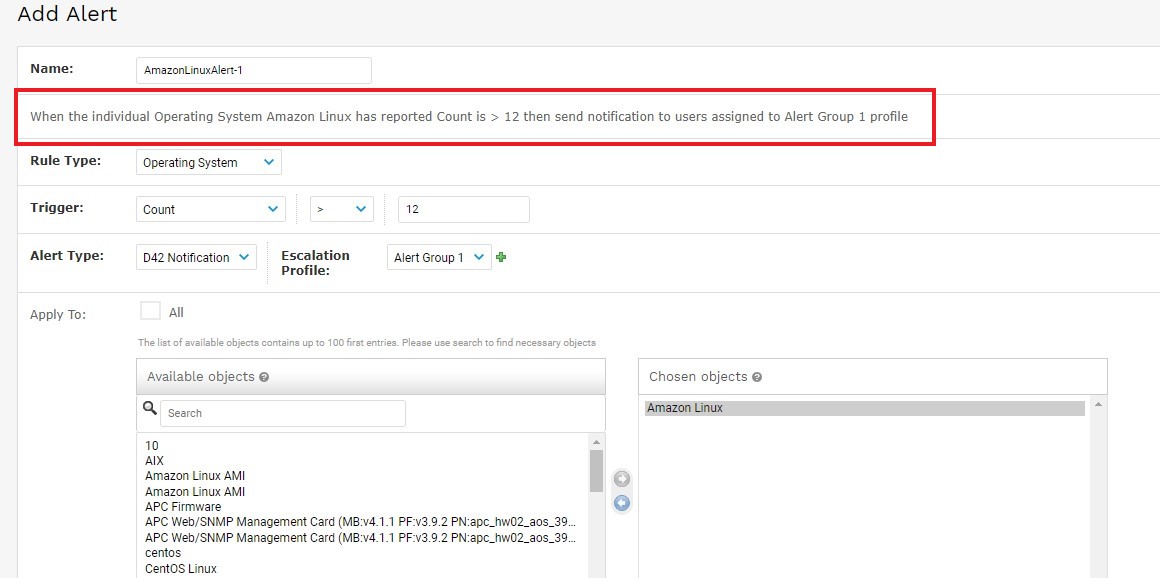 Add Alert
Name: AmazonLinuxAlert-1
When the individual Operating System Amazon Linux has reported Count is > 12 then send notification to users assigned to Alert Group 1 profile
Rule Type: Operating System
Trigger: Count > 12
Alert Type: D42 Notification Escalation Profile: Alert Group 1
Apply To: All
The list of available objects contains up to 100 first entries. Please use search to find necessary objects
Available objects
Search
10
AIX
Amazon Linux AMI
Amazon Linux AMI
APC Firmware
APC Web/SNMP Management Card (MB:v4.1.1 PF:v3.9.2 PN:apc_hw02_aos_39...
APC Web/SNMP Management Card (MB:v4.1.1 PF:v3.9.2 PN:apc_hw02_aos_39...
centos
CentOS Linux
Chosen objects
Amazon Linux